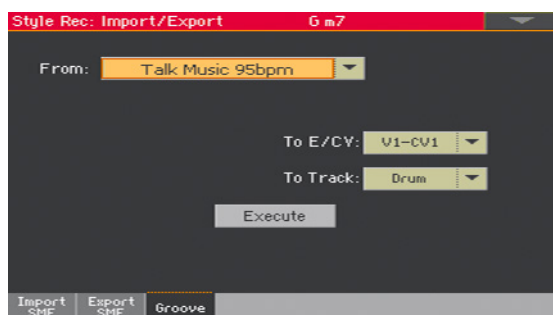 Style Rec: Import/Export G m7
From: Talk Music 95bpm
To E/CV: V1-CV1
To Track: Drum
Execute
Import SMF Export SMF Groove